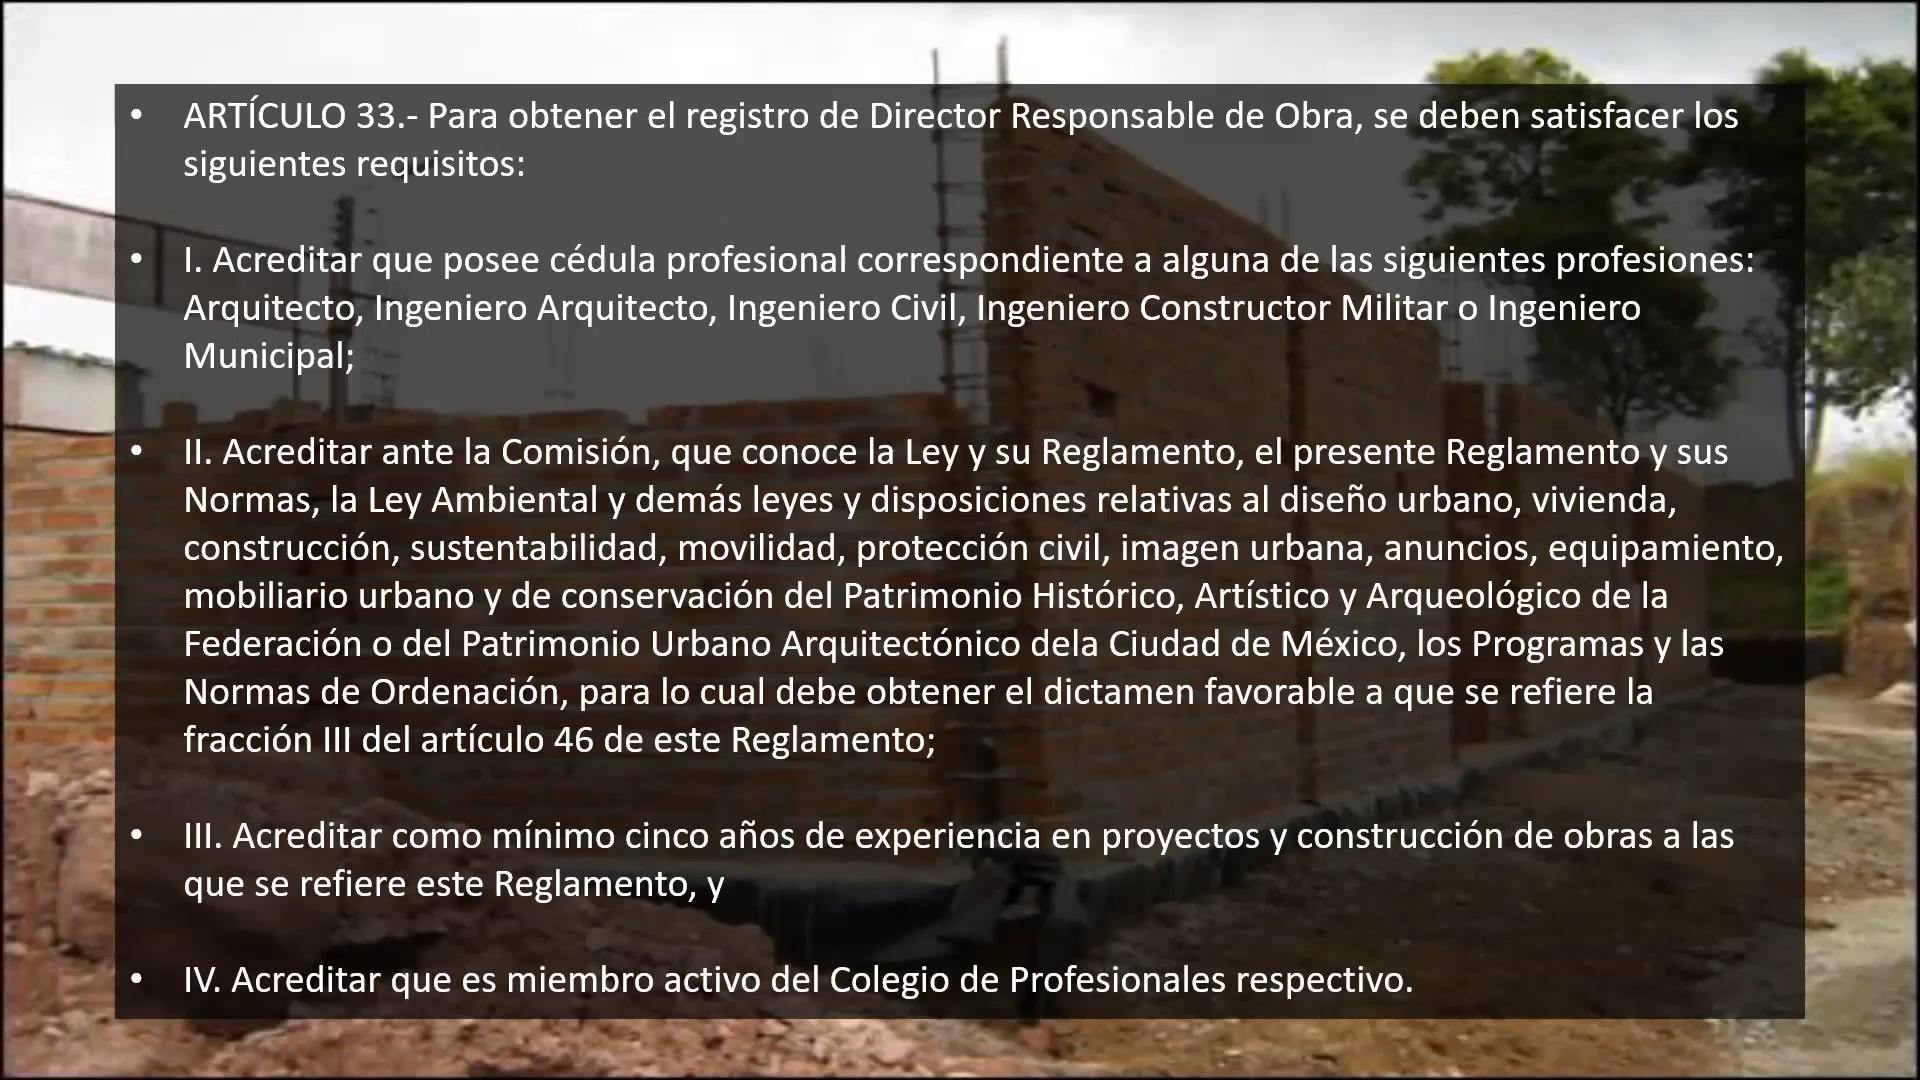 • ARTÍCULO 33.- Para obtener el registro de Director Responsable de Obra, se deben satisfacer los
siguientes requisitos:
• I. Acreditar que posee cédula profesional correspondiente a alguna de las siguientes profesiones:
Arquitecto, Ingeniero Arquitecto, Ingeniero Civil, Ingeniero Constructor Militar o Ingeniero
Municipal;
• II. Acreditar ante la Comisión, que conoce la Ley y su Reglamento, el presente Reglamento y sus
Normas, la Ley Ambiental y demás leyes y disposiciones relativas al diseño urbano, vivienda,
construcción, sustentabilidad, movilidad, protección civil, imagen urbana, anuncios, equipamiento,
mobiliario urbano y de conservación del Patrimonio Histórico, Artístico y Arqueológico de la
Federación o del Patrimonio Urbano Arquitectónico dela Ciudad de México, los Programas y las
Normas de Ordenación, para lo cual debe obtener el dictamen favorable a que se refiere la
fracción III del artículo 46 de este Reglamento;
• III. Acreditar como mínimo cinco años de experiencia en proyectos y construcción de obras a las
que se refiere este Reglamento, y
• IV. Acreditar que es miembro activo del Colegio de Profesionales respectivo.